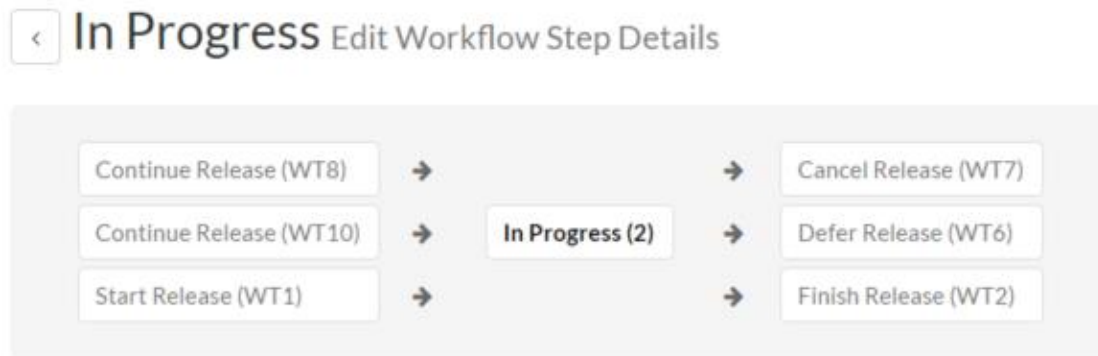 In Progress Edit Workflow Step Details
Continue Release (WT8) Cancel Release (WT7)
Continue Release (WT10) In Progress (2) Defer Release (WT6)
Start Release (WT1) Finish Release (WT2)